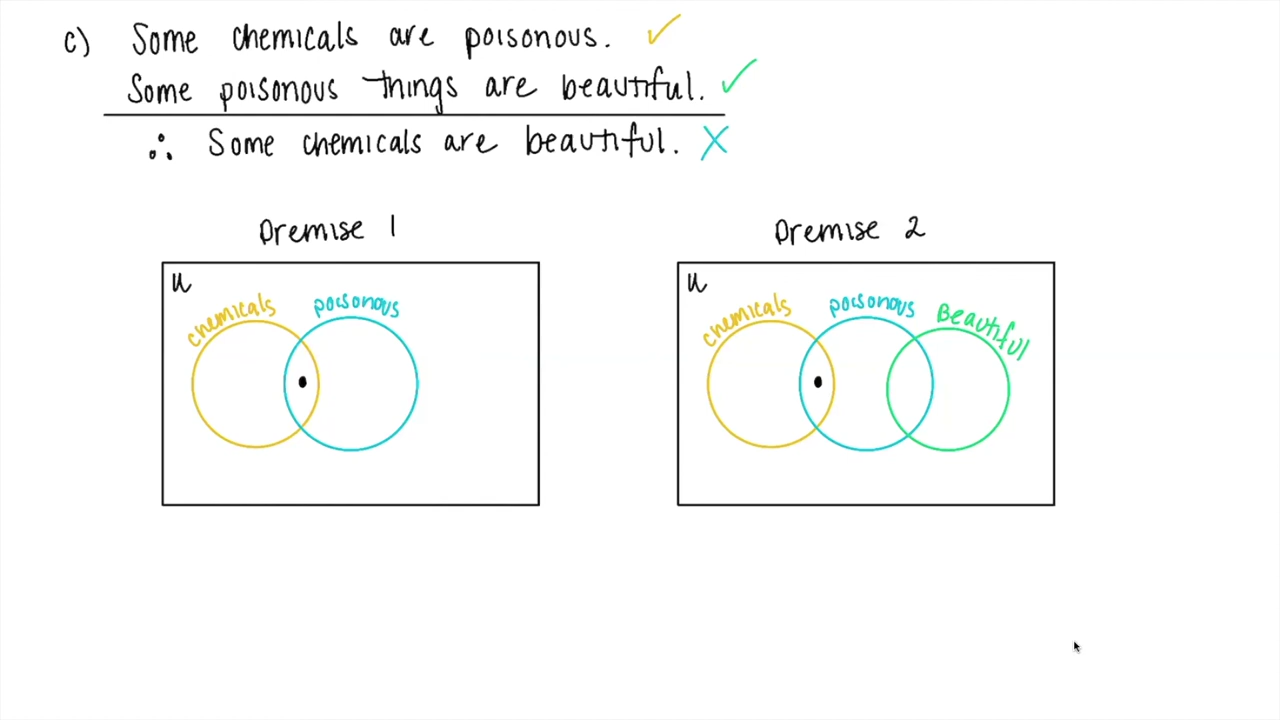 c) Some chemicals are poisonous. ✓
Some poisonous things are beautiful. ✓
∴ Some chemicals are beautiful. X
Premise 1
U
chemicals
poisonous
Premise 2
U
chemicals
poisonous
Beautiful